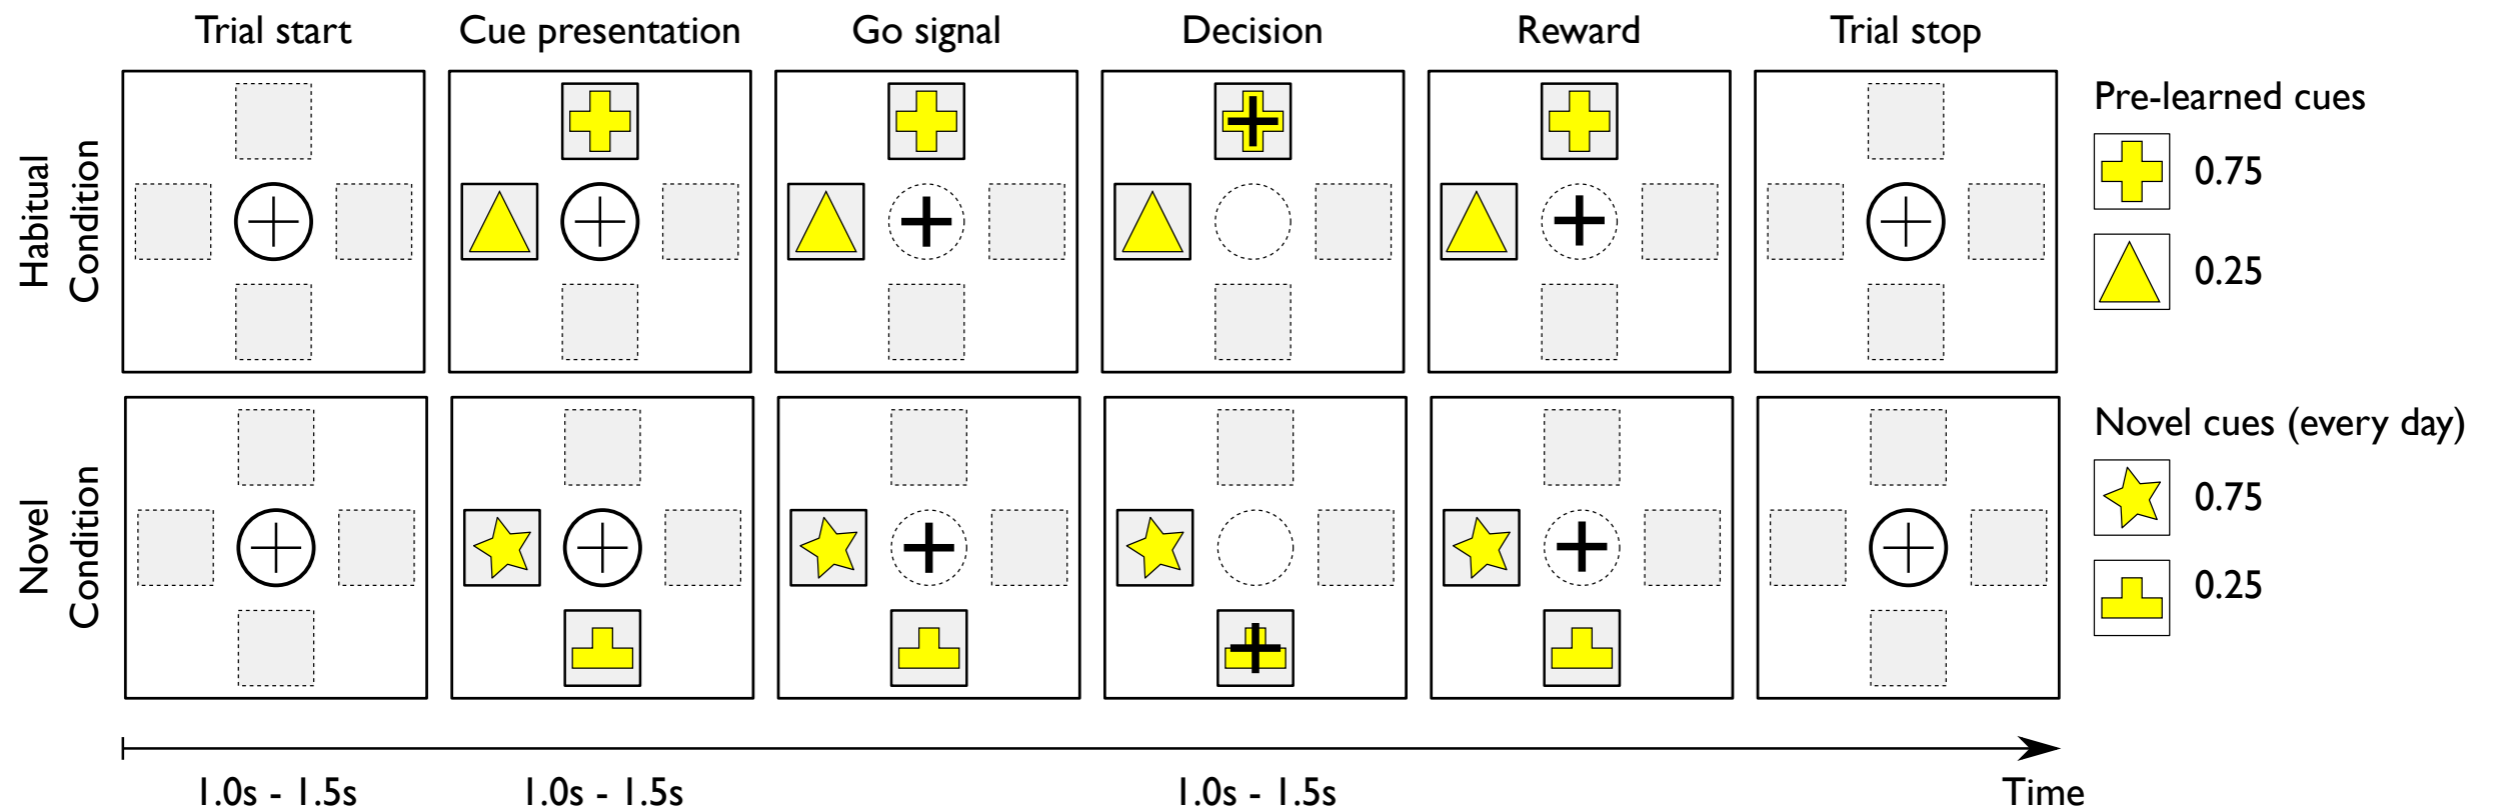 Trial start
Cue presentation
Go signal
Decision
Reward
Trial stop
Habitual
Condition
Pre-learned cues
0.75
0.25
Novel
Condition
Novel cues (every day)
0.75
0.25
1.0s - 1.5s
1.0s - 1.5s
1.0s - 1.5s
Time